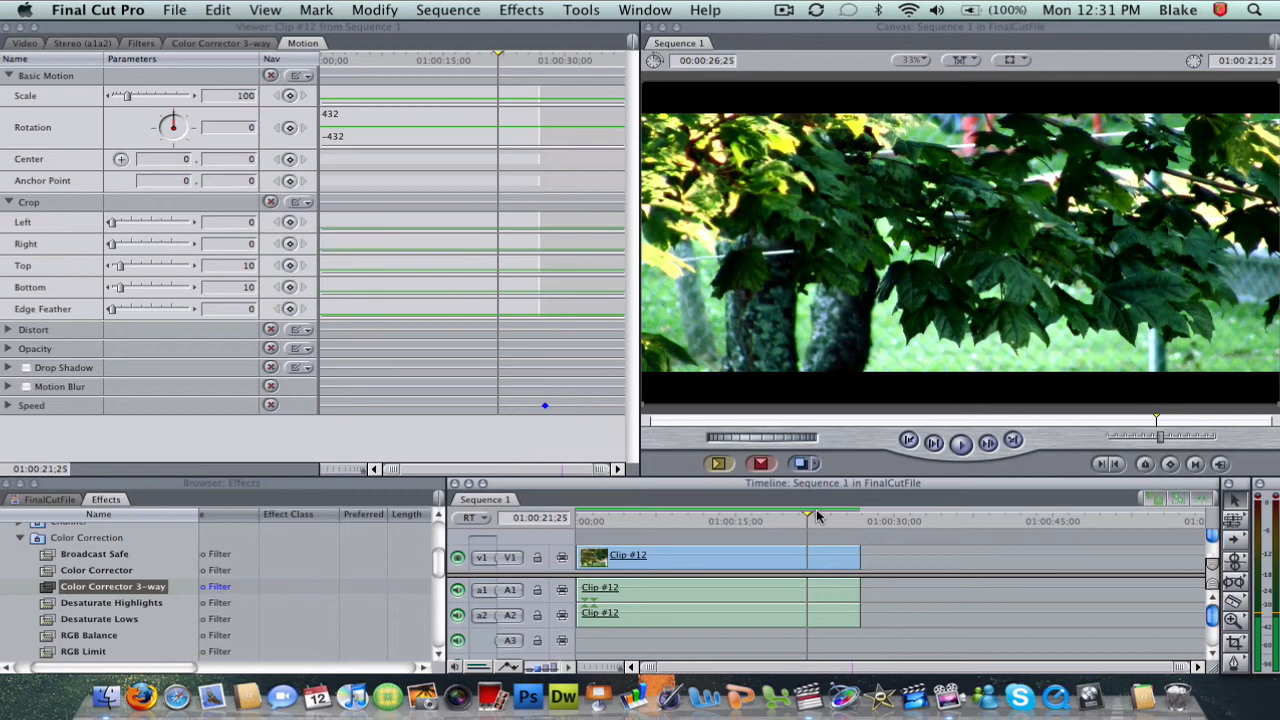 Final Cut Pro File Edit View Mark Modify Sequence Effects Tools Window Help (100%) Mon 12:31 PM Blake
Viewer: Clip #12 from Sequence 1
Canvas: Sequence 1 in FinalCutFile
Video Stereo (a1a2) Filters Color Corrector 3-way Motion
Sequence 1
Name Parameters Nav :00;00 01:00:15;00 01:00:30;00
00:00:26;25 33% 01:00:21;25
Basic Motion
Scale 100
Rotation 0 432
-432
Center 0 , 0
Anchor Point 0 , 0
Crop
Left 0
Right 0
Top 10
Bottom 10
Edge Feather 0
Distort
Opacity
Drop Shadow
Motion Blur
Speed
01:00:21;25
Browser: Effects
Timeline: Sequence 1 in FinalCutFile
FinalCutFile Effects
Sequence 1
Name Effect Class Preferred Length
RT 01:00:21;25 :00;00 01:00:15;00 01:00:30;00 01:00:45;00 01:0
Color Correction
Broadcast Safe o Filter
Color Corrector o Filter
Color Corrector 3-way o Filter
Desaturate Highlights o Filter
Desaturate Lows o Filter
RGB Balance o Filter
RGB Limit o Filter
v1 V1 Clip #12
a1 A1 Clip #12
a2 A2 Clip #12
A3